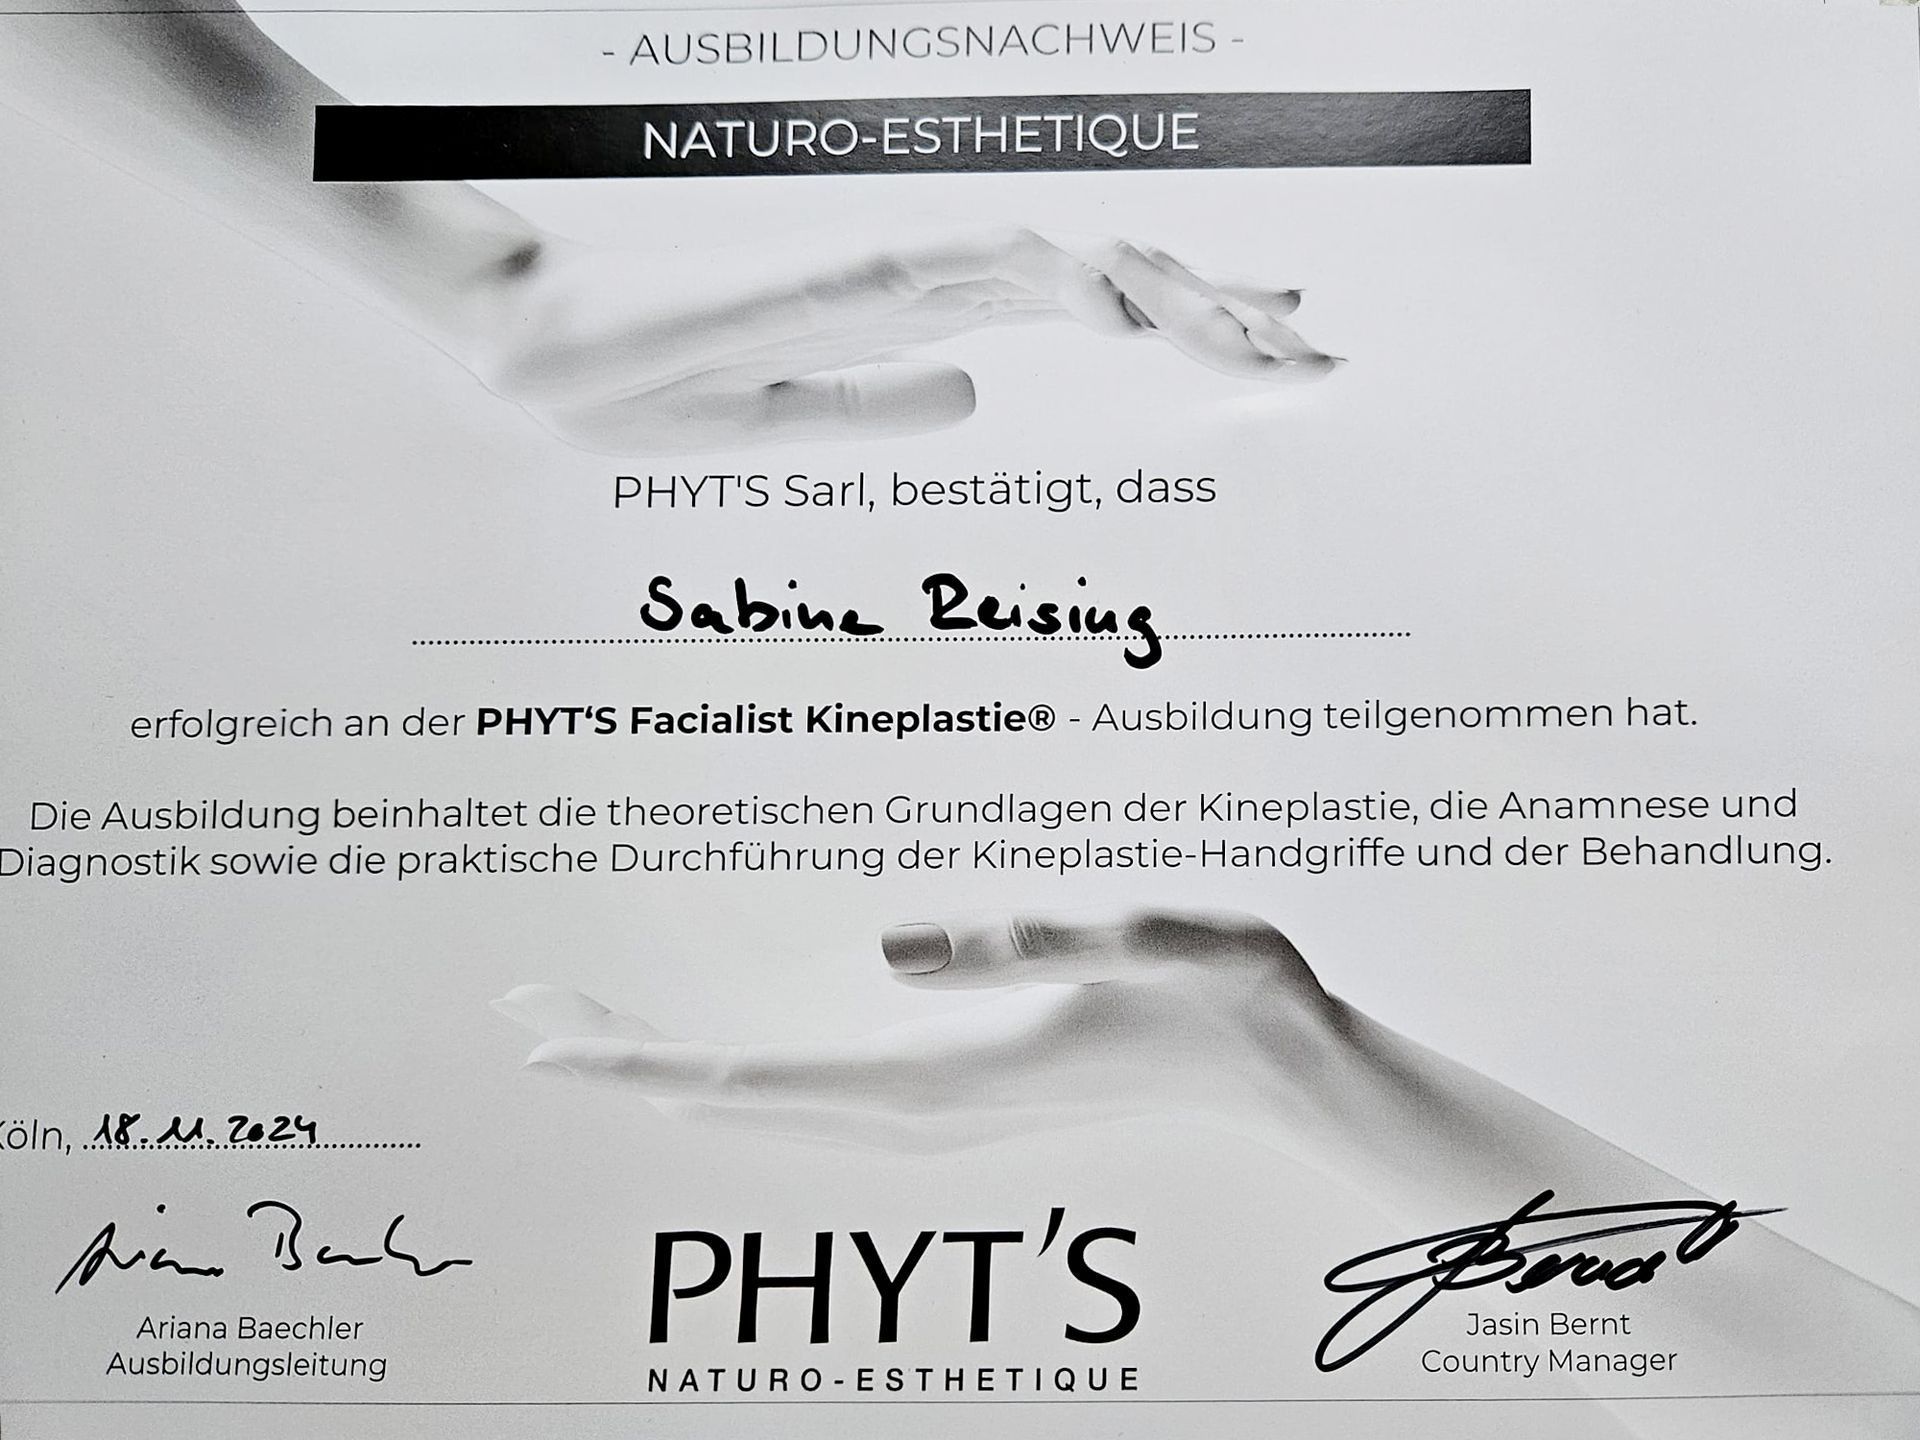 - AUSBILDUNGSNACHWEIS -
NATURO-ESTHETIQUE
PHYT'S Sarl, bestätigt, dass
Sabine Reising
erfolgreich an der PHYT‘S Facialist Kineplastie® - Ausbildung teilgenommen hat.
Die Ausbildung beinhaltet die theoretischen Grundlagen der Kineplastie, die Anamnese und
Diagnostik sowie die praktische Durchführung der Kineplastie-Handgriffe und der Behandlung.
Köln, 18.11.2024
Ariana Baechler
Ausbildungsleitung
PHYT'S
NATURO-ESTHETIQUE
JBernt
Jasin Bernt
Country Manager